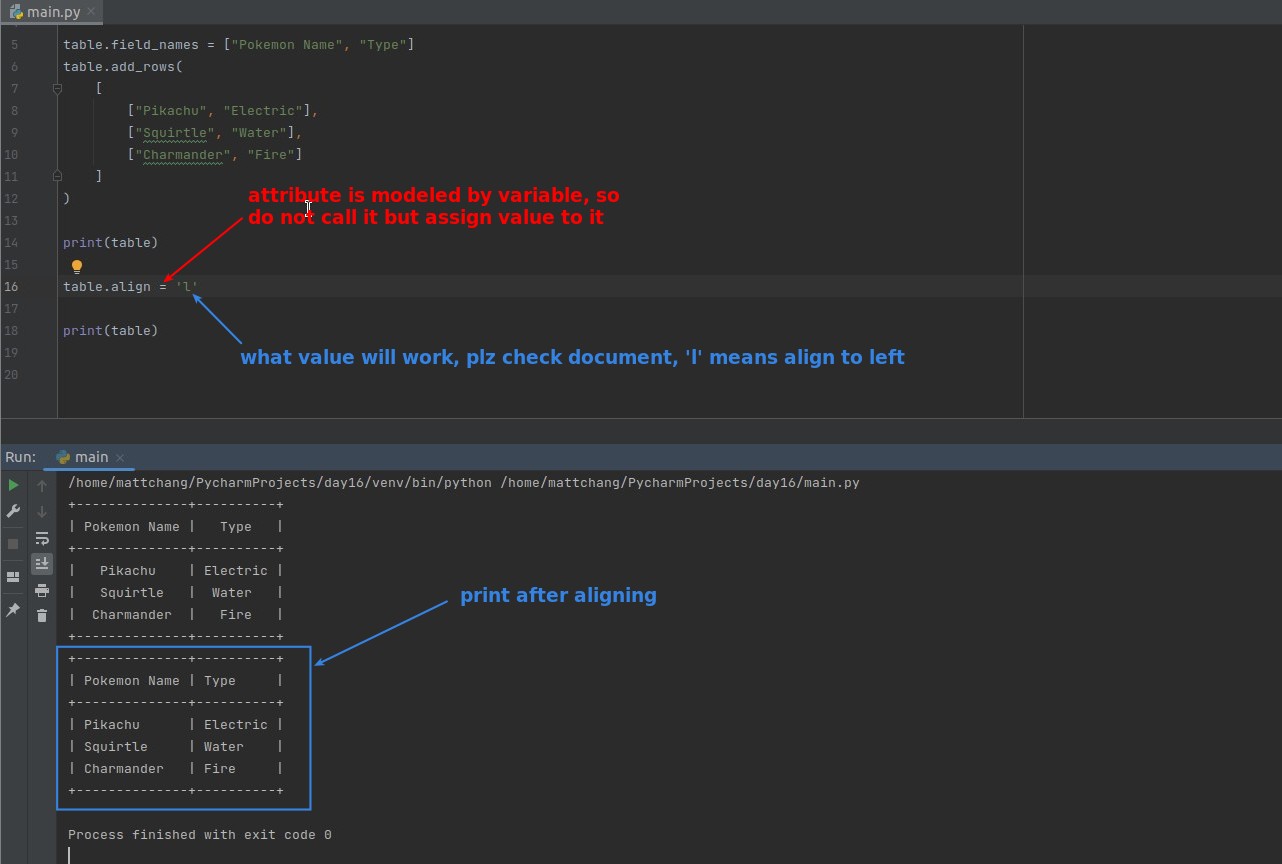 main.py
5 table.field_names = ["Pokemon Name", "Type"]
6 table.add_rows(
7     [
8         ["Pikachu", "Electric"],
9         ["Squirtle", "Water"],
10         ["Charmander", "Fire"]
11     ]
12 )
attribute is modeled by variable, so
do not call it but assign value to it
13
14 print(table)
15
16 table.align = 'l'
17
18 print(table)
19
what value will work, plz check document, 'l' means align to left
20
Run: main
/home/mattchang/PycharmProjects/day16/venv/bin/python /home/mattchang/PycharmProjects/day16/main.py
+--------------+----------+
| Pokemon Name |   Type   |
+--------------+----------+
|   Pikachu    | Electric |
|   Squirtle   |  Water   |
|  Charmander  |   Fire   |
+--------------+----------+
print after aligning
+--------------+----------+
| Pokemon Name | Type     |
+--------------+----------+
| Pikachu      | Electric |
| Squirtle     | Water    |
| Charmander   | Fire     |
+--------------+----------+
Process finished with exit code 0